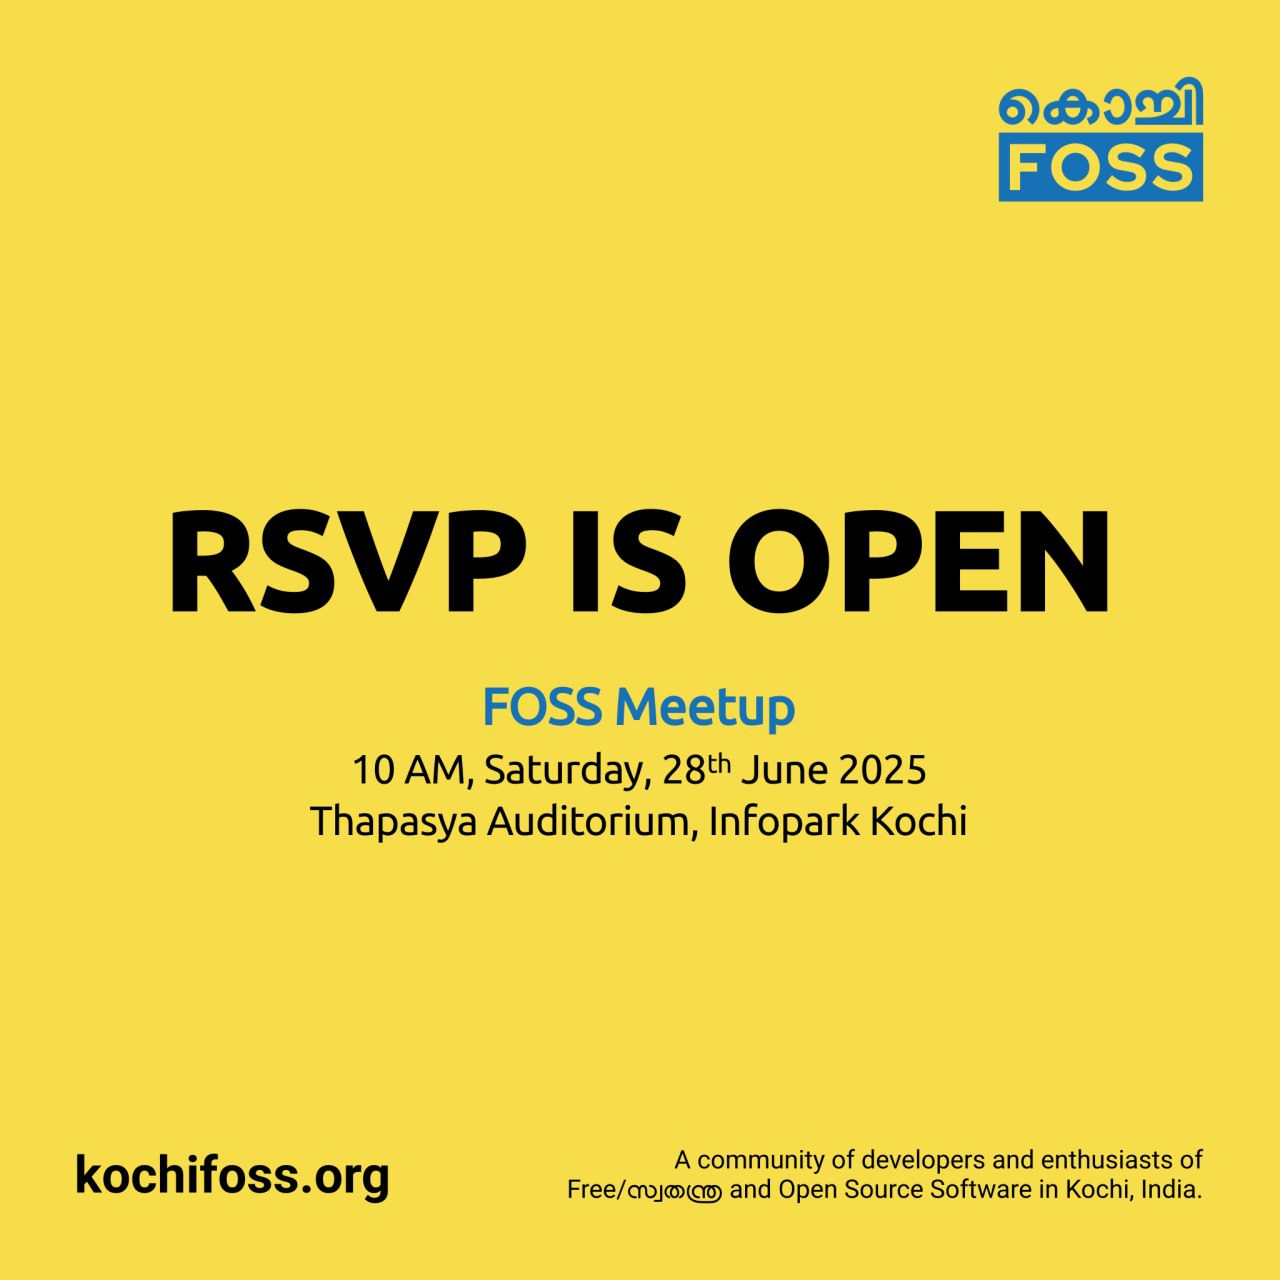 കൊച്ചി
FOSS
RSVP IS OPEN
FOSS Meetup
10 AM, Saturday, 28th June 2025
Thapasya Auditorium, Infopark Kochi
kochifoss.org
A community of developers and enthusiasts of
Free/സ്വതന്ത്ര and Open Source Software in Kochi, India.